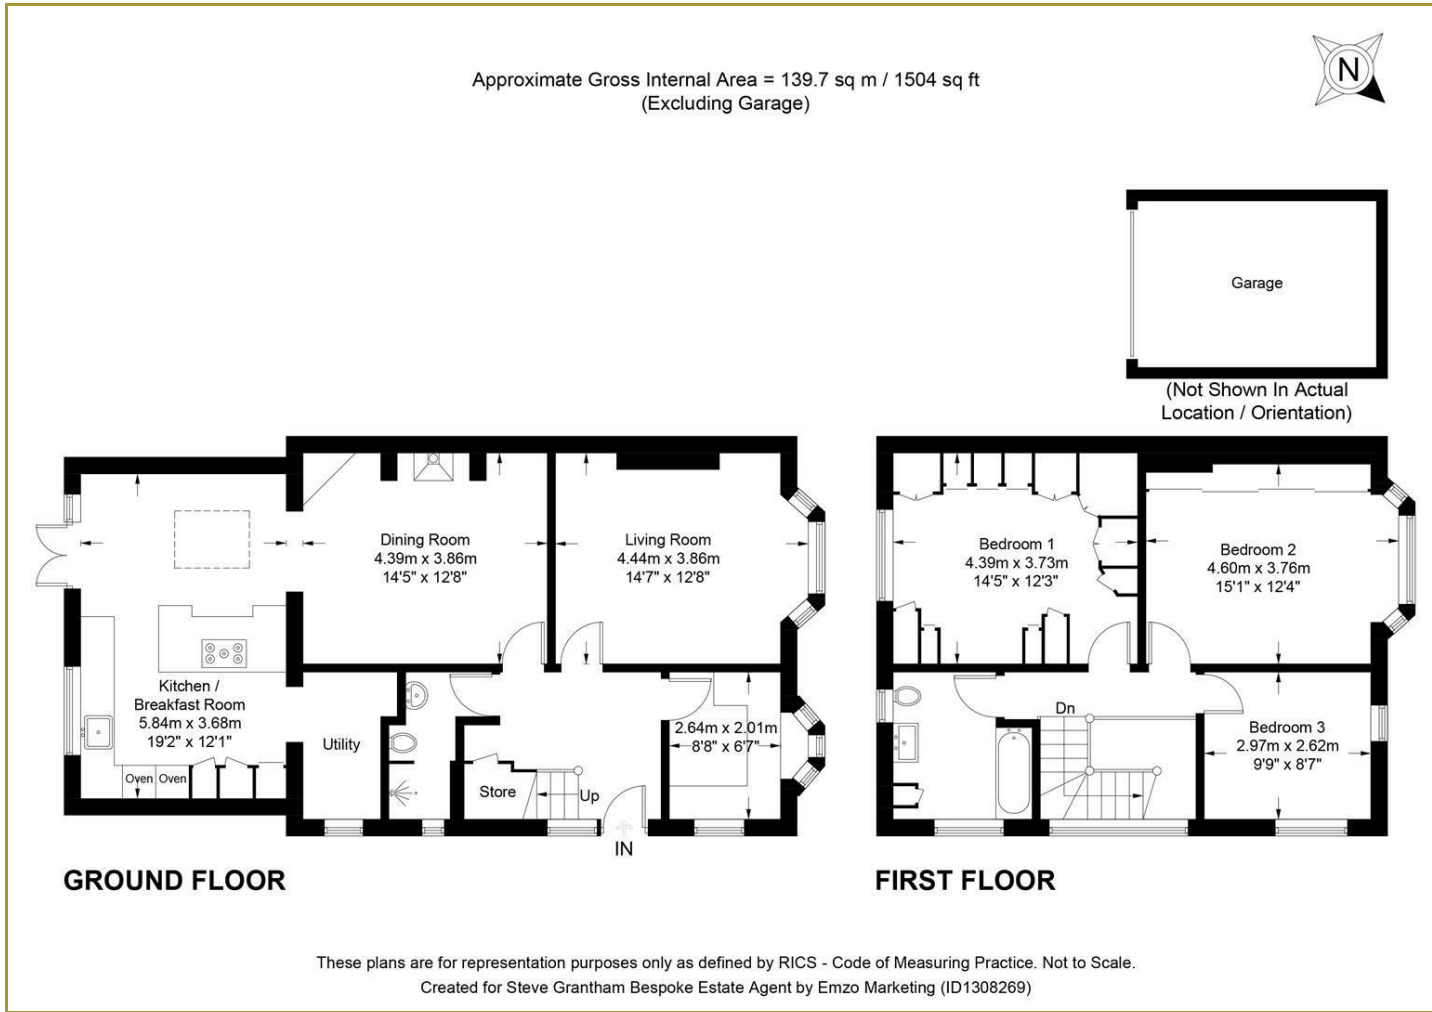 Approximate Gross Internal Area = 139.7 sq m / 1504 sq ft
(Excluding Garage)
N
Garage
(Not Shown In Actual
Location / Orientation)
Dining Room
4.39m x 3.86m
14'5" x 12'8"
Living Room
4.44m x 3.86m
14'7" x 12'8"
Kitchen /
Breakfast Room
5.84m x 3.68m
19'2" x 12'1"
Oven
Oven
Utility
Store
Up
2.64m x 2.01m
8'8" x 6'7"
IN
GROUND FLOOR
Bedroom 1
4.39m x 3.73m
14'5" x 12'3"
Bedroom 2
4.60m x 3.76m
15'1" x 12'4"
Dn
Bedroom 3
2.97m x 2.62m
9'9" x 8'7"
FIRST FLOOR
These plans are for representation purposes only as defined by RICS - Code of Measuring Practice. Not to Scale.
Created for Steve Grantham Bespoke Estate Agent by Emzo Marketing (ID1308269)